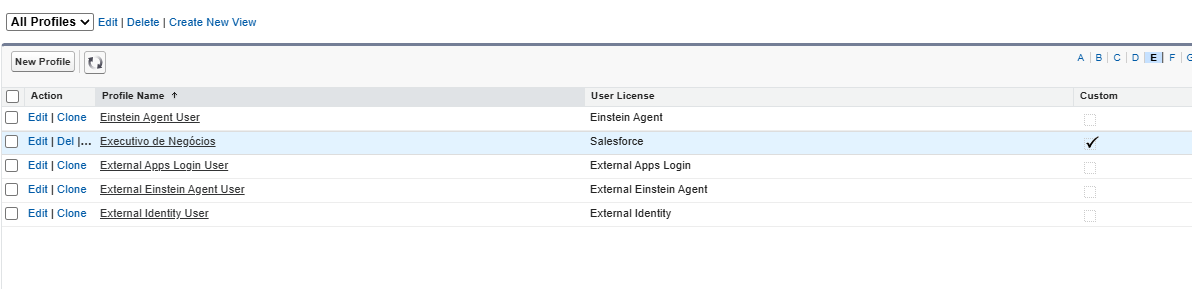 All Profiles Edit | Delete | Create New View
New Profile A | B | C | D | E | F |
Action Profile Name ↑ User License Custom
Edit | Clone Einstein Agent User Einstein Agent
Edit | Del |... Executivo de Negócios Salesforce
Edit | Clone External Apps Login User External Apps Login
Edit | Clone External Einstein Agent User External Einstein Agent
Edit | Clone External Identity User External Identity